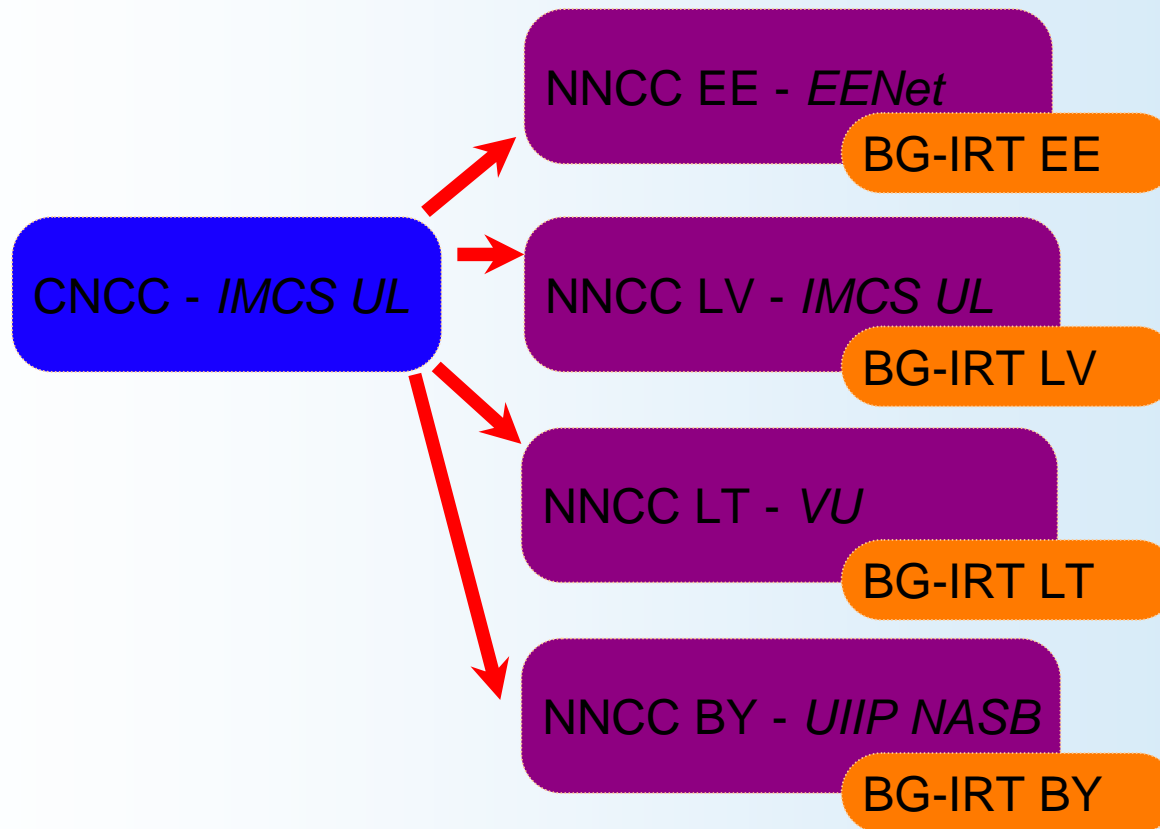 NNCC EE - EENet
BG-IRT EE
CNCC - IMCS UL
NNCC LV - IMCS UL
BG-IRT LV
NNCC LT - VU
BG-IRT LT
NNCC BY - UIIP NASB
BG-IRT BY